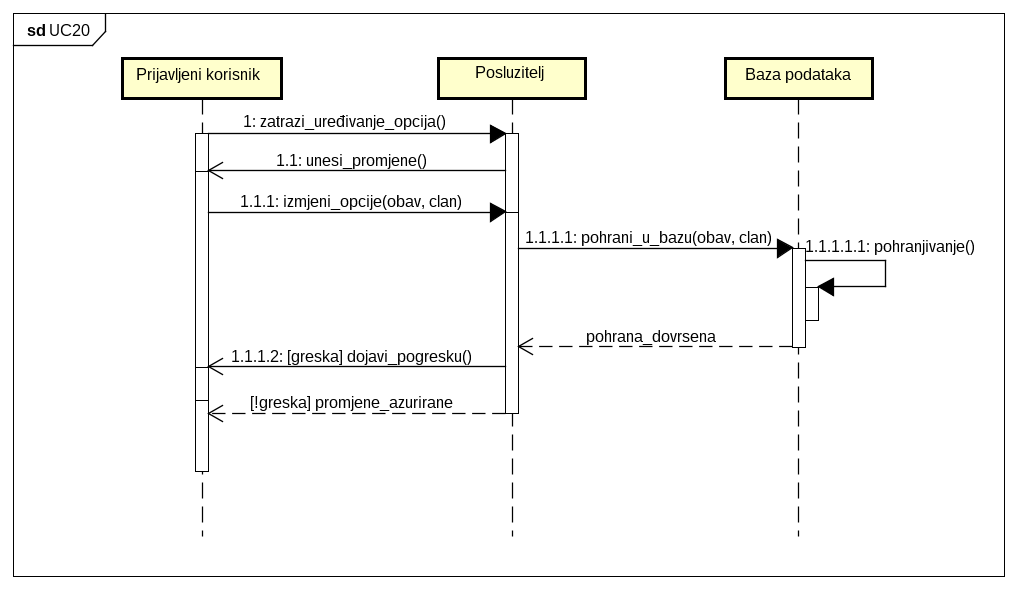 sd UC20
Prijavljeni korisnik
Posluzitelj
Baza podataka
1: zatrazi_uređivanje_opcija()
1.1: unesi_promjene()
1.1.1: izmjeni_opcije(obav, clan)
1.1.1.1: pohrani_u_bazu(obav, clan)
1.1.1.1.1: pohranjivanje()
pohrana_dovrsena
1.1.1.2: [greska] dojavi_pogresku()
[!greska] promjene_azurirane